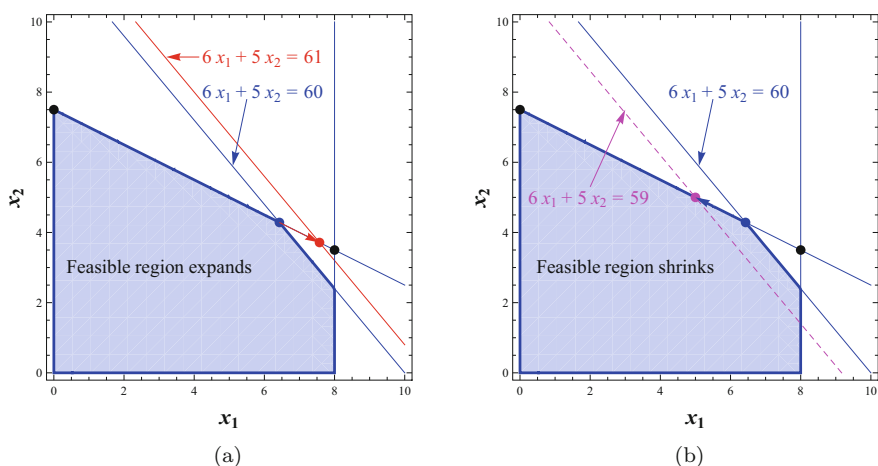 10
8
6
4
2
0
x₂
6 x₁ + 5 x₂ = 61
6 x₁ + 5 x₂ = 60
Feasible region expands
0 2 4 6 8 10
x₁
(a)
10
8
6
4
2
0
x₂
6 x₁ + 5 x₂ = 60
6 x₁ + 5 x₂ = 59
Feasible region shrinks
0 2 4 6 8 10
x₁
(b)